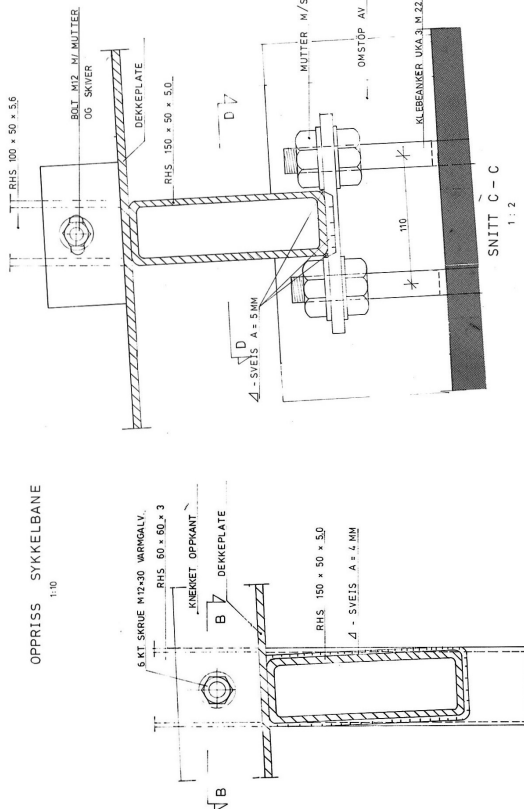 OPPRISS SYKKELBANE
1:10
6 KT SKRUE M12×30 VARMGALV.
RHS 60 × 60 × 3
KNEKKET OPPKANT
DEKKEPLATE
B
B
RHS 150 × 50 × 5,0
⊿ - SVEIS A = 4 MM
RHS 100 × 50 × 5,6
BOLT M12 M/ MUTTER
OG SKIVER
DEKKEPLATE
RHS 150 × 50 × 5,0
D
D
⊿ - SVEIS A = 5 MM
MUTTER M/S
OMSTØP AV
KLEBEANKER UKA 3 M 22
110
SNITT C - C
1 : 2